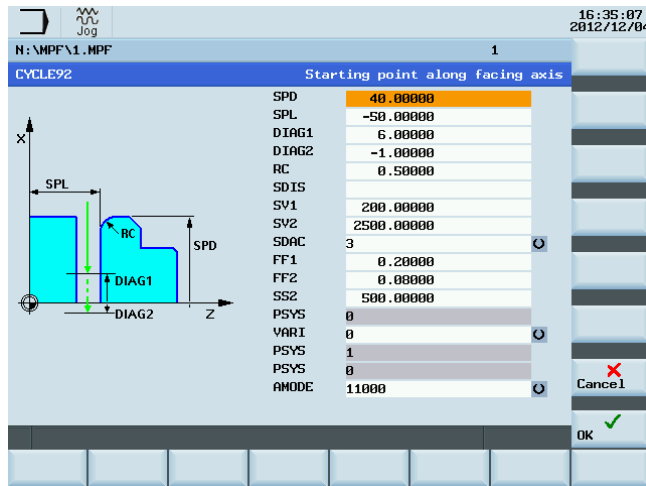 Jog
16:35:07
2012/12/04
N:\MPF\1.MPF 1
CYCLE92 Starting point along facing axis
SPD 40.00000
SPL -50.00000
DIAG1 6.00000
DIAG2 -1.00000
RC 0.50000
SDIS
SV1 200.00000
SV2 2500.00000
SDAC 3
FF1 0.20000
FF2 0.08000
SS2 500.00000
PSYS 0
VARI 0
PSYS 1
PSYS 0
AMODE 11000
X
SPL
RC
SPD
DIAG1
DIAG2
Z
Cancel
OK